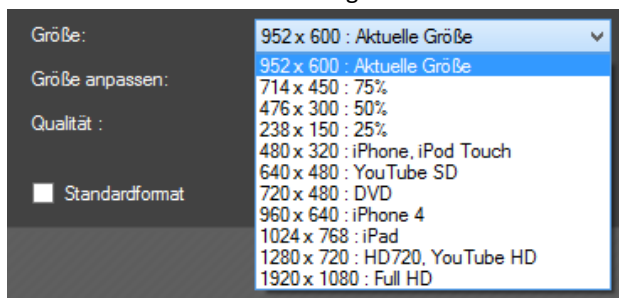 Größe:
952 x 600 : Aktuelle Größe
952 x 600 : Aktuelle Größe
Größe anpassen:
714 x 450 : 75%
476 x 300 : 50%
Qualität :
238 x 150 : 25%
480 x 320 : iPhone, iPod Touch
640 x 480 : YouTube SD
Standardformat
720 x 480 : DVD
960 x 640 : iPhone 4
1024 x 768 : iPad
1280 x 720 : HD720, YouTube HD
1920 x 1080 : Full HD